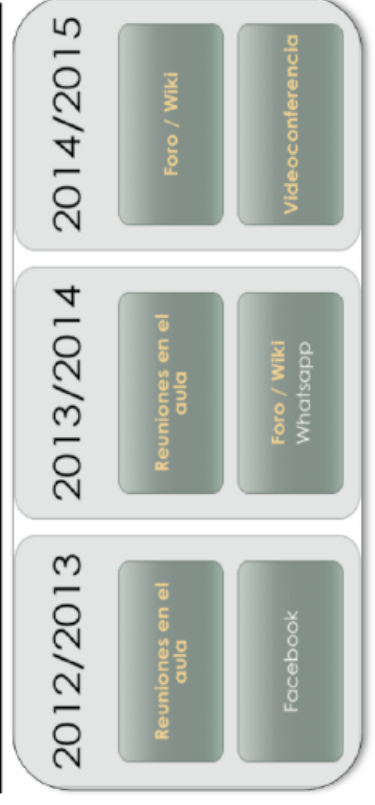 2012/2013
Reuniones en el
aula
Facebook
2013/2014
Reuniones en el
aula
Foro / Wiki
Whatsapp
2014/2015
Foro / Wiki
Videoconferencia